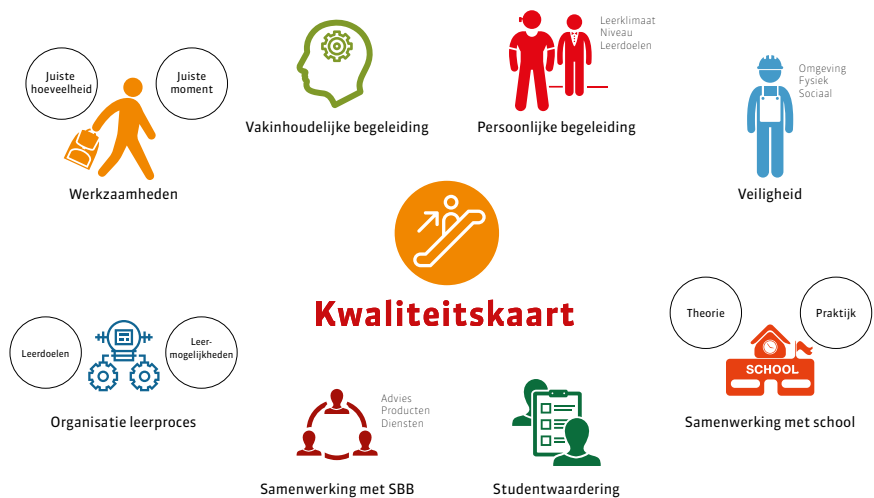 Juiste
hoeveelheid
Juiste
moment
Werkzaamheden
Vakinhoudelijke begeleiding
Leerklimaat
Niveau
Leerdoelen
Persoonlijke begeleiding
Omgeving
Fysiek
Sociaal
Veiligheid
Kwaliteitskaart
Leerdoelen
Leer-
mogelijkheden
Organisatie leerproces
Advies
Producten
Diensten
Samenwerking met SBB
Studentwaardering
Theorie
Praktijk
SCHOOL
Samenwerking met school